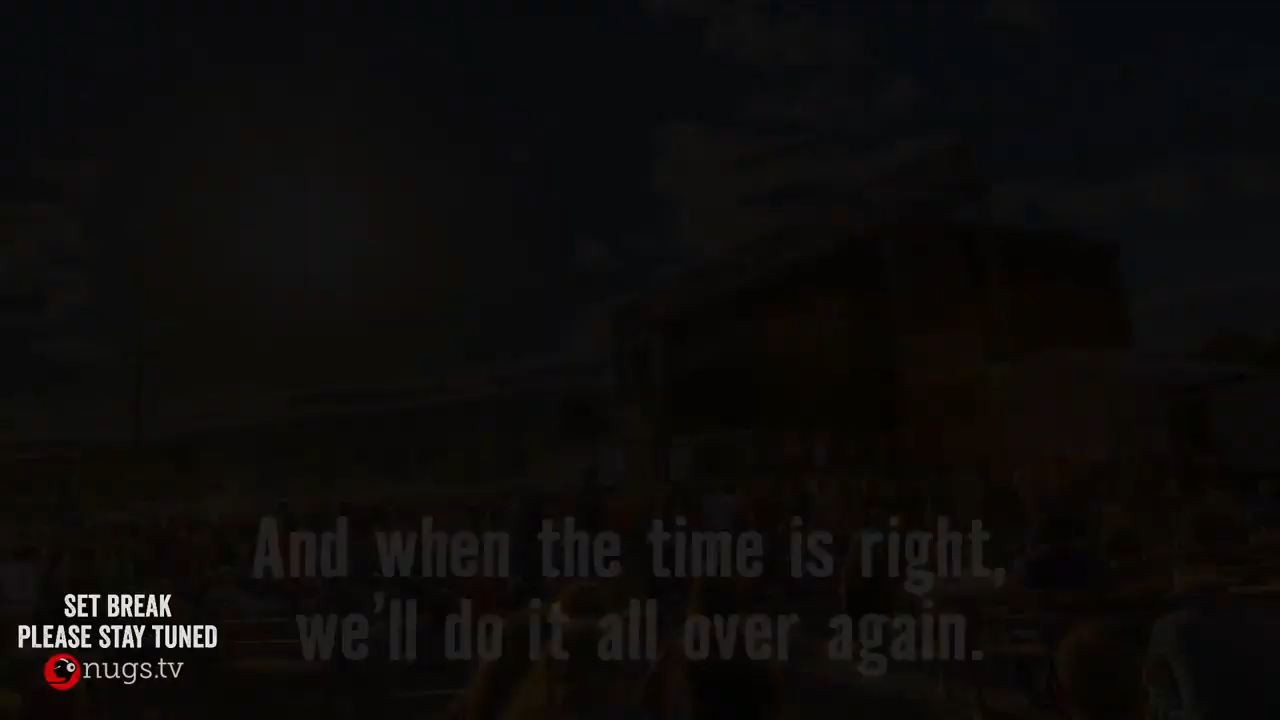 And when the time is right,
we'll do it all over again.
SET BREAK
PLEASE STAY TUNED
nugs.tv